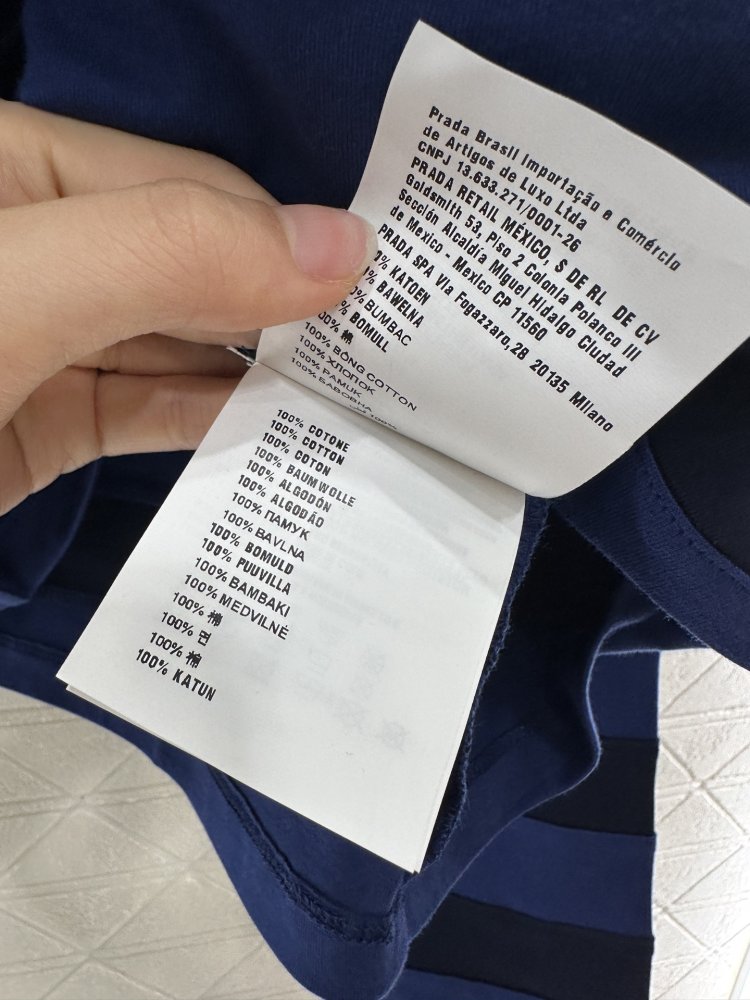 Prada Brasil Importação e Comércio
de Artigos de Luxo Ltda
CNPJ 13.633.271/0001-26
PRADA RETAIL MÉXICO, S DE RL DE CV
Goldsmith 53, Piso 2 Colonia Polanco III
Sección Alcaldía Miguel Hidalgo Ciudad
de Mexico - Mexico CP 11560
PRADA SPA Via Fogazzaro,28 20135 Milano
% KATOEN
% BAWEŁNA
% BUMBAC
00% BOMULL
100% 棉
100% BÔNG COTTON
100% ХЛОПОК
100% PAMUK
100% БАВОВНА
100% COTONE
100% COTTON
100% COTON
100% BAUMWOLLE
100% ALGODÓN
100% ALGODÃO
100% ПАМУК
100% BAVLNA
100% BOMULD
100% PUUVILLA
100% BAMBAKI
100% MEDVILNĖ
100% 棉
100% 면
100% 棉
100% KATUN